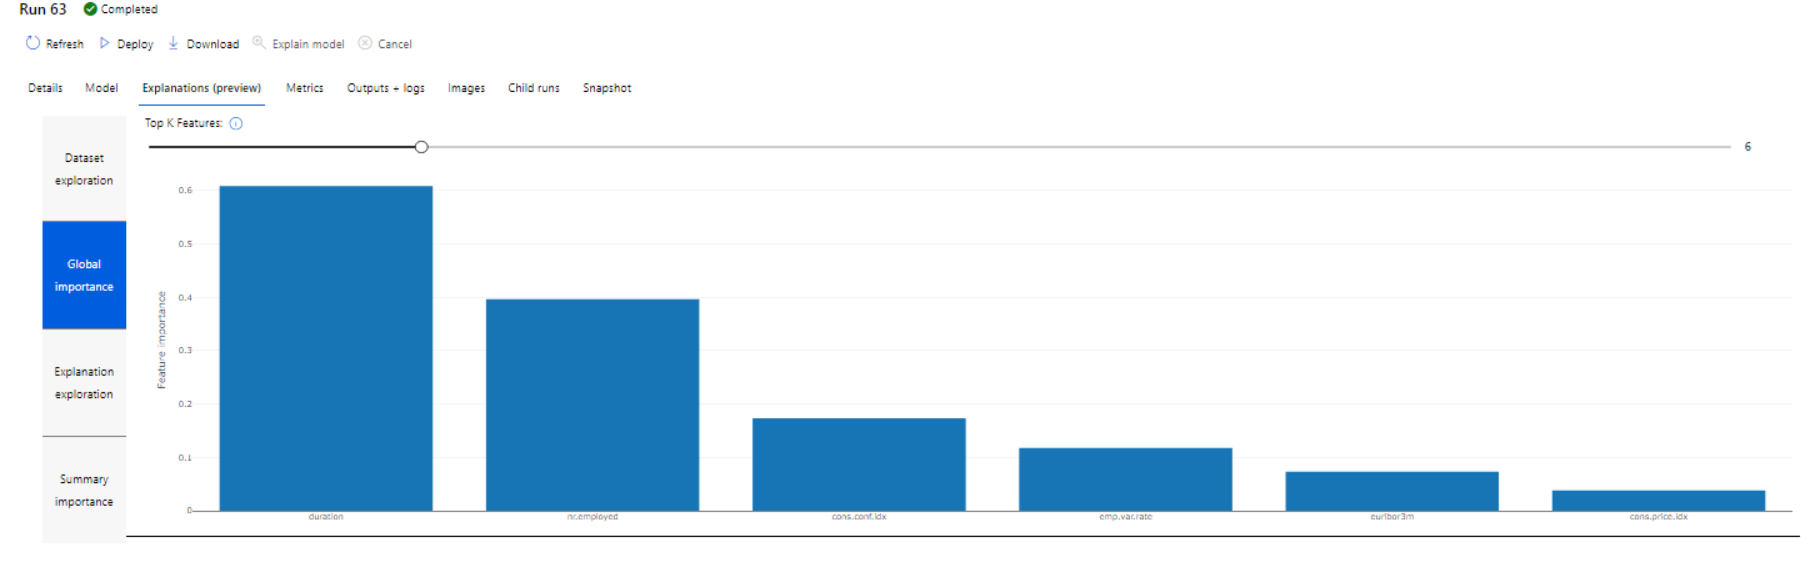 Run 63 Completed
Refresh Deploy Download Explain model Cancel
Details Model Explanations (preview) Metrics Outputs + logs Images Child runs Snapshot
Top K Features:
6
Dataset
exploration
Global
importance
Explanation
exploration
Summary
importance
Feature importance
0.6
0.5
0.4
0.3
0.2
0.1
0
duration nr.employed cons.conf.idx emp.var.rate euribor3m cons.price.idx